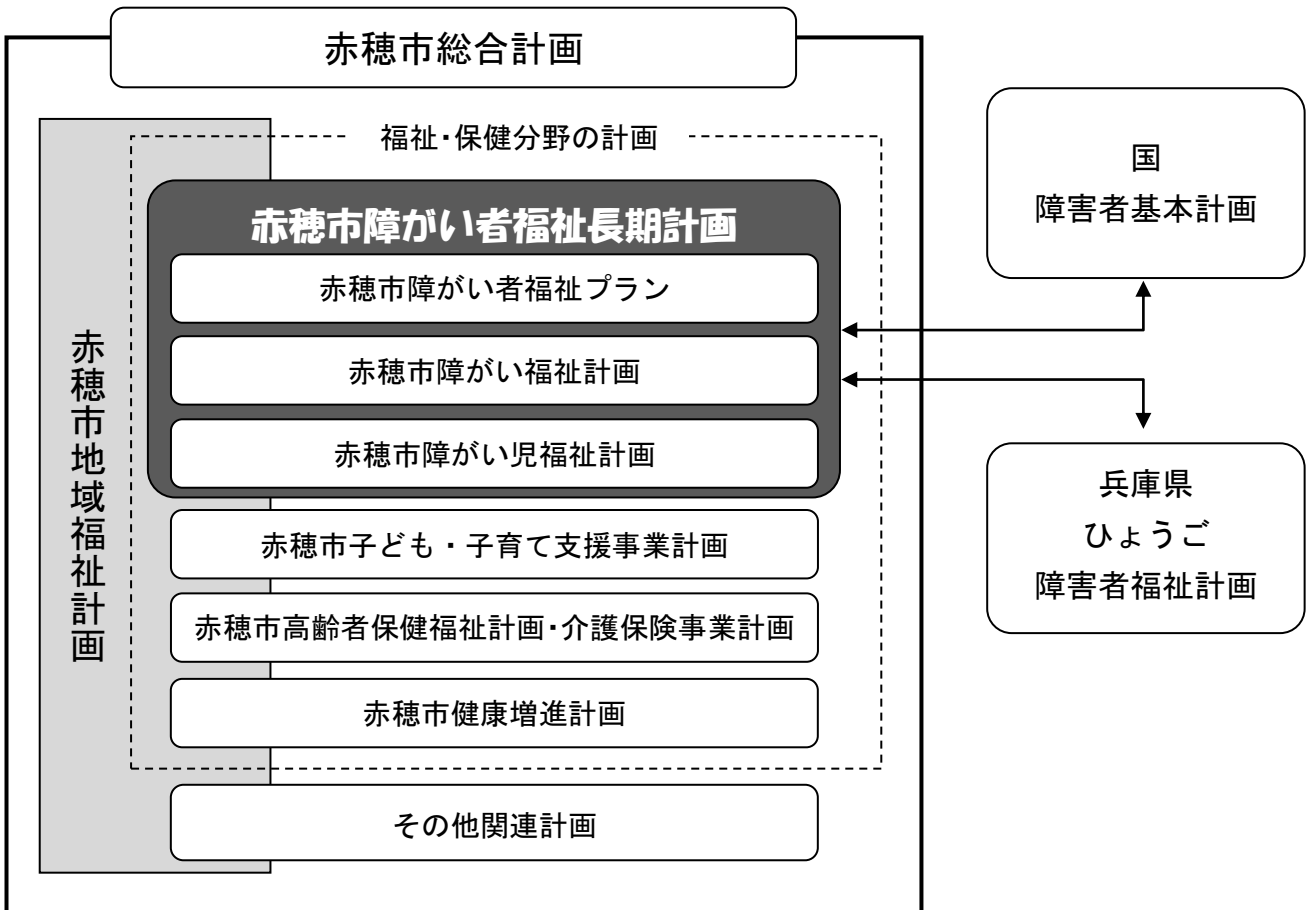 赤穂市総合計画
福祉・保健分野の計画
赤穂市障がい者福祉長期計画
赤穂市障がい者福祉プラン
赤穂市障がい福祉計画
赤穂市障がい児福祉計画
赤穂市子ども・子育て支援事業計画
赤穂市高齢者保健福祉計画・介護保険事業計画
赤穂市健康増進計画
その他関連計画
赤穂市地域福祉計画
国
障害者基本計画
兵庫県
ひょうご
障害者福祉計画